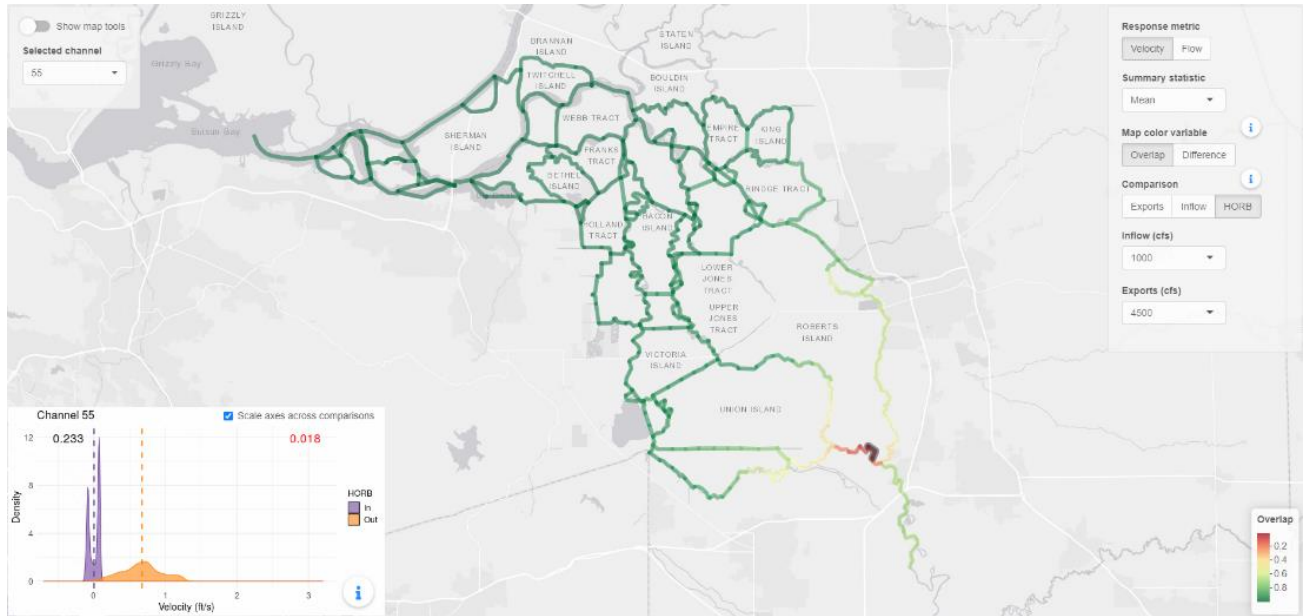 Show map tools
Selected channel
55
GRIZZLY
ISLAND
Grizzly Bay
Suisun Bay
BRANNAN
ISLAND
STATEN
ISLAND
TWITCHELL
ISLAND
BOULDIN
ISLAND
SHERMAN
ISLAND
WEBB TRACT
EMPIRE
TRACT
KING
ISLAND
FRANKS
TRACT
BETHEL
ISLAND
RINDGE TRACT
HOLLAND
TRACT
BACON
ISLAND
LOWER
JONES
TRACT
UPPER
JONES
TRACT
ROBERTS
ISLAND
VICTORIA
ISLAND
UNION ISLAND
Response metric
Velocity Flow
Summary statistic
Mean
Map color variable
i
Overlap Difference
Comparison
i
Exports Inflow HORB
Inflow (cfs)
1000
Exports (cfs)
4500
Channel 55
Scale axes across comparisons
0.233
0.018
12
8
4
0
Density
0 1 2 3
Velocity (ft/s)
HORB
In
Out
i
Overlap
0.2
0.4
0.6
0.8